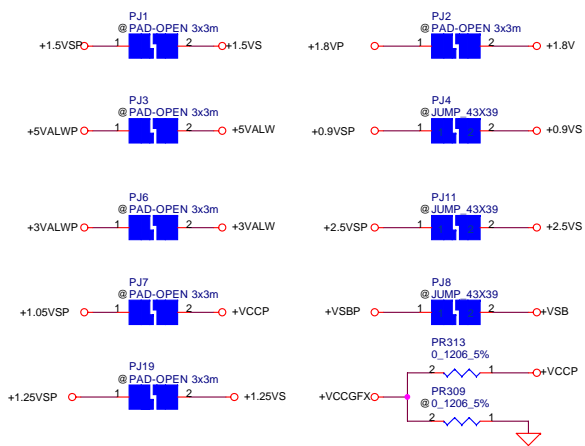 PJ1
@ PAD-OPEN 3x3m
+1.5VSP 1 2 +1.5VS
PJ2
@ PAD-OPEN 3x3m
+1.8VP 1 2 +1.8V
PJ3
@ PAD-OPEN 3x3m
+5VALWP 1 2 +5VALW
PJ4
@ JUMP_43X39
+0.9VSP 1 1 2 2 +0.9VS
PJ6
@ PAD-OPEN 3x3m
+3VALWP 1 2 +3VALW
PJ11
@ JUMP_43X39
+2.5VSP 1 1 2 2 +2.5VS
PJ7
@ PAD-OPEN 3x3m
+1.05VSP 1 2 +VCCP
PJ8
@ JUMP_43X39
+VSBP 1 1 2 2 +VSB
PJ19
@ PAD-OPEN 3x3m
+1.25VSP 1 2 +1.25VS
PR313
0_1206_5%
2 1 +VCCP
+VCCGFX
PR309
@ 0_1206_5%
2 1